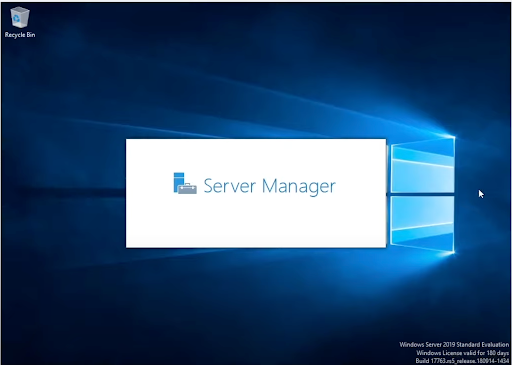 Recycle Bin
Server Manager
Windows Server 2019 Standard Evaluation
Windows License valid for 180 days
Build 17763.rs5_release.180914-1434